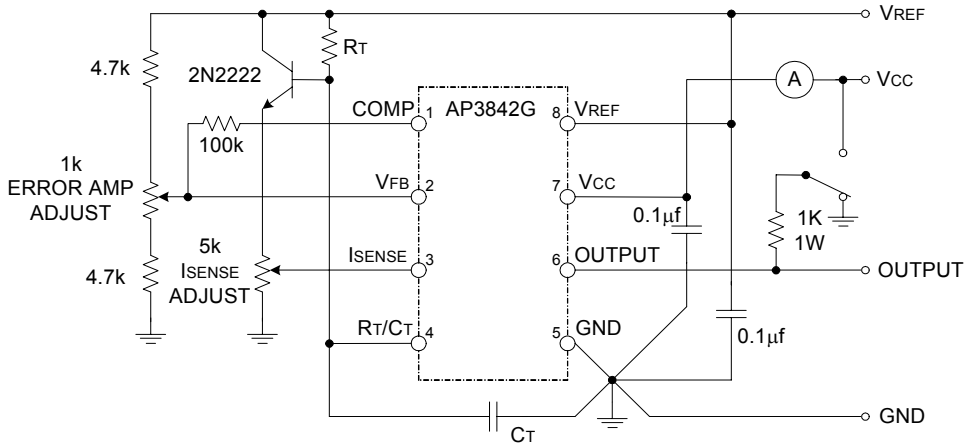 VREF
RT
4.7k
2N2222
A
VCC
COMP
1
AP3842G
8
VREF
100k
1k
ERROR AMP
ADJUST
VFB
2
7
VCC
0.1µf
1K
1W
5k
ISENSE
ADJUST
ISENSE
3
6
OUTPUT
OUTPUT
4.7k
RT/CT
4
5
GND
0.1µf
CT
GND